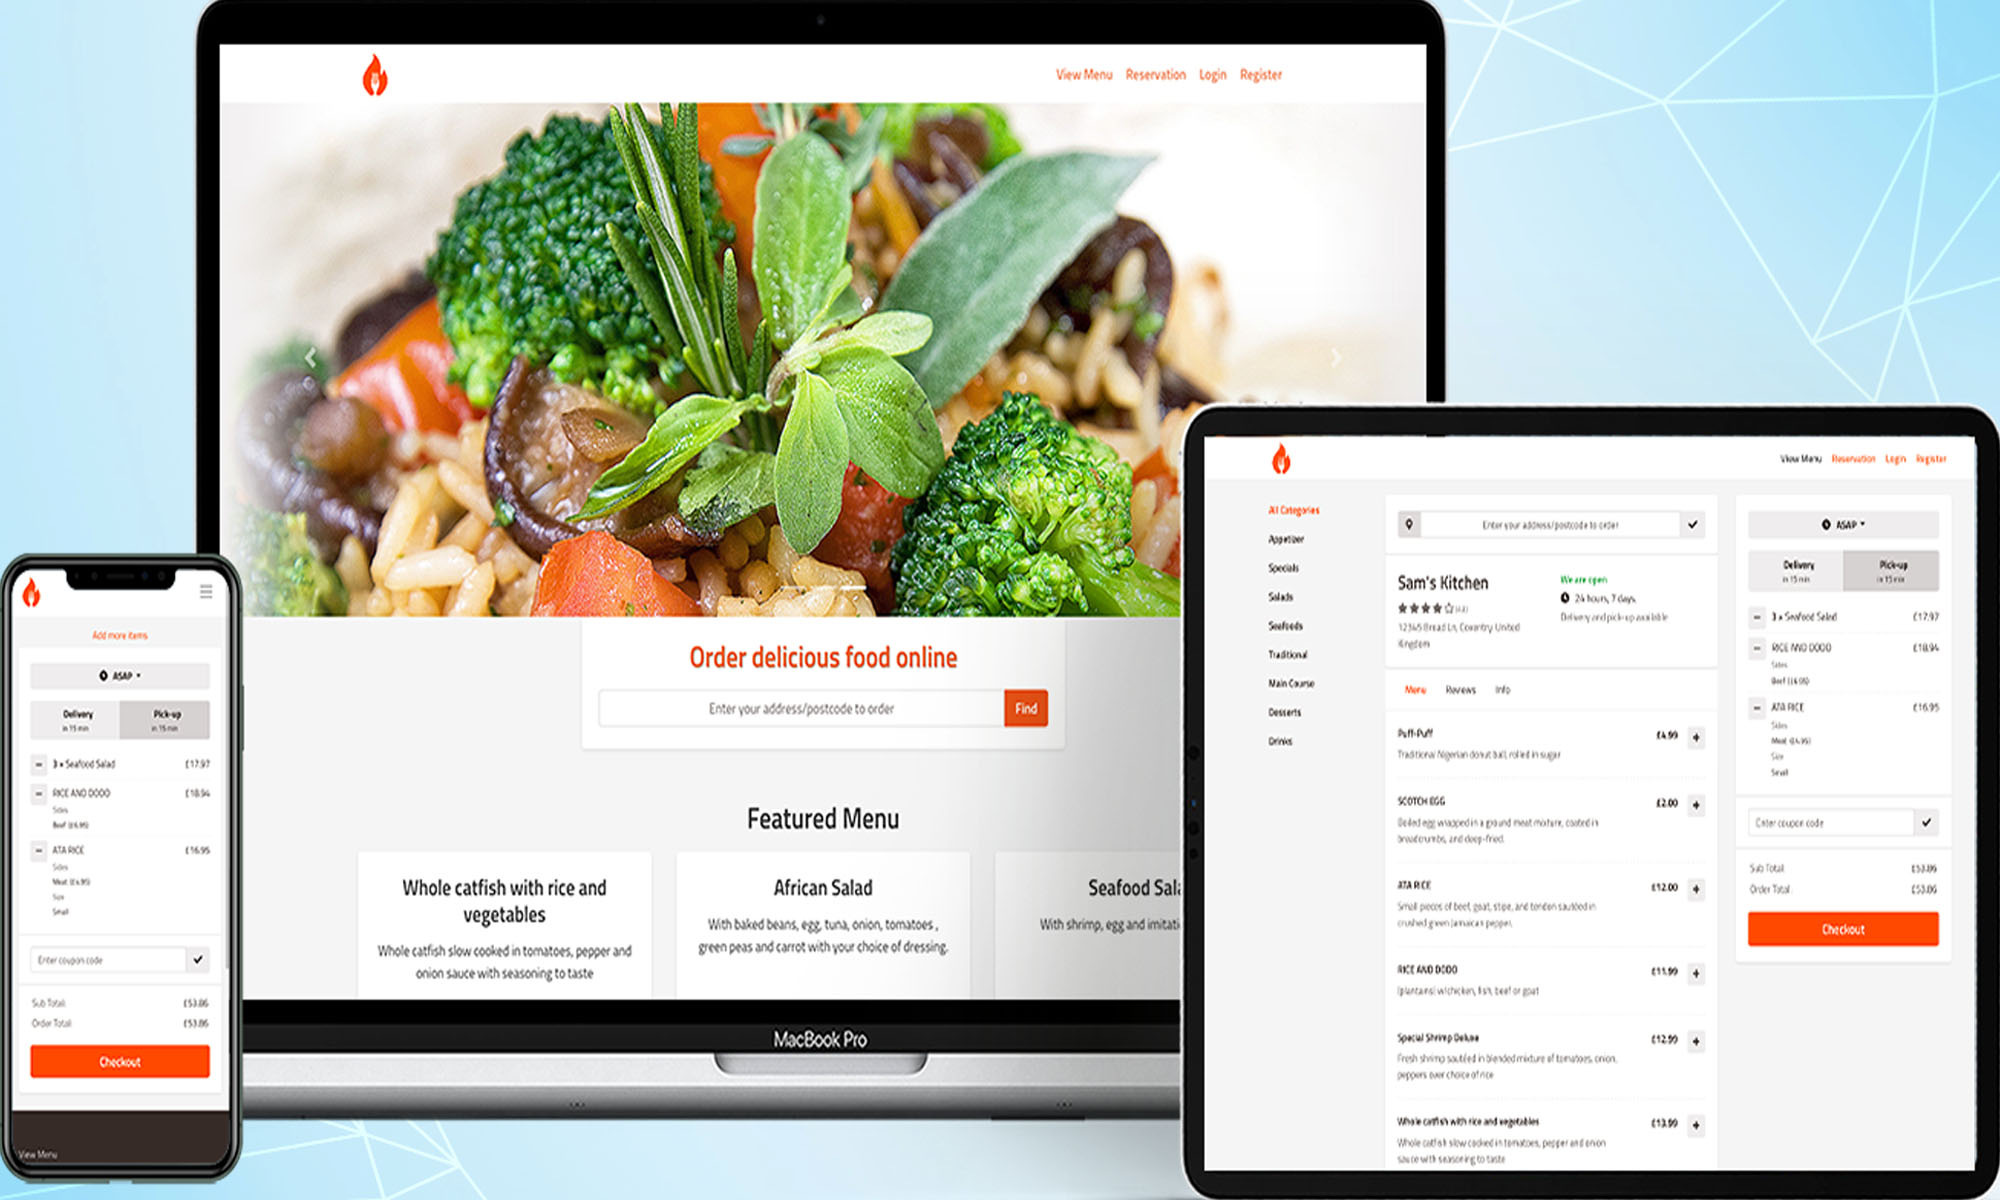 View Menu Reservation Login Register
Order delicious food online
Enter your address/postcode to order Find
Featured Menu
Whole catfish with rice and
vegetables
Whole catfish slow cooked in tomatoes, pepper and
onion sauce with seasoning to taste
African Salad
With baked beans, egg, tuna, onion, tomatoes ,
green peas and carrot with your choice of dressing.
Seafood Sala
With shrimp, egg and imitati
MacBook Pro
Add more items
ASAP
Delivery
in 15 min
Pick-up
in 15 min
3 × Seafood Salad £17.97
RICE AND DODO £18.94
Sides
Beef (£6.95)
ATA RICE £16.95
Sides
Meat (£4.95)
Size
Small
Enter coupon code
Sub Total: £53.86
Order Total: £53.86
Checkout
View Menu
View Menu Reservation Login Register
All Categories
Appetizer
Specials
Salads
Seafoods
Traditional
Main Course
Desserts
Drinks
Enter your address/postcode to order
Sam's Kitchen
12345 Bread Ln, Coventry United
Kingdom
We are open
24 hours, 7 days.
Delivery and pick-up available
Menu Reviews Info
Puff-Puff £4.99
Traditional Nigerian donut ball, rolled in sugar
SCOTCH EGG £2.00
Boiled egg wrapped in a ground meat mixture, coated in
breadcrumbs, and deep-fried.
ATA RICE £12.00
Small pieces of beef, goat, stipe, and tendon sautéed in
crushed green Jamaican pepper.
RICE AND DODO £11.99
(plantains) w/chicken, fish, beef or goat
Special Shrimp Deluxe £12.99
Fresh shrimp sautéed in blended mixture of tomatoes, onion,
peppers over choice of rice
Whole catfish with rice and vegetables £13.99
Whole catfish slow cooked in tomatoes, pepper and onion
sauce with seasoning to taste
ASAP
Delivery
in 15 min
Pick-up
in 15 min
3 × Seafood Salad £17.97
RICE AND DODO £18.94
Sides
Beef (£6.95)
ATA RICE £16.95
Sides
Meat (£4.95)
Size
Small
Enter coupon code
Sub Total: £53.86
Order Total: £53.86
Checkout